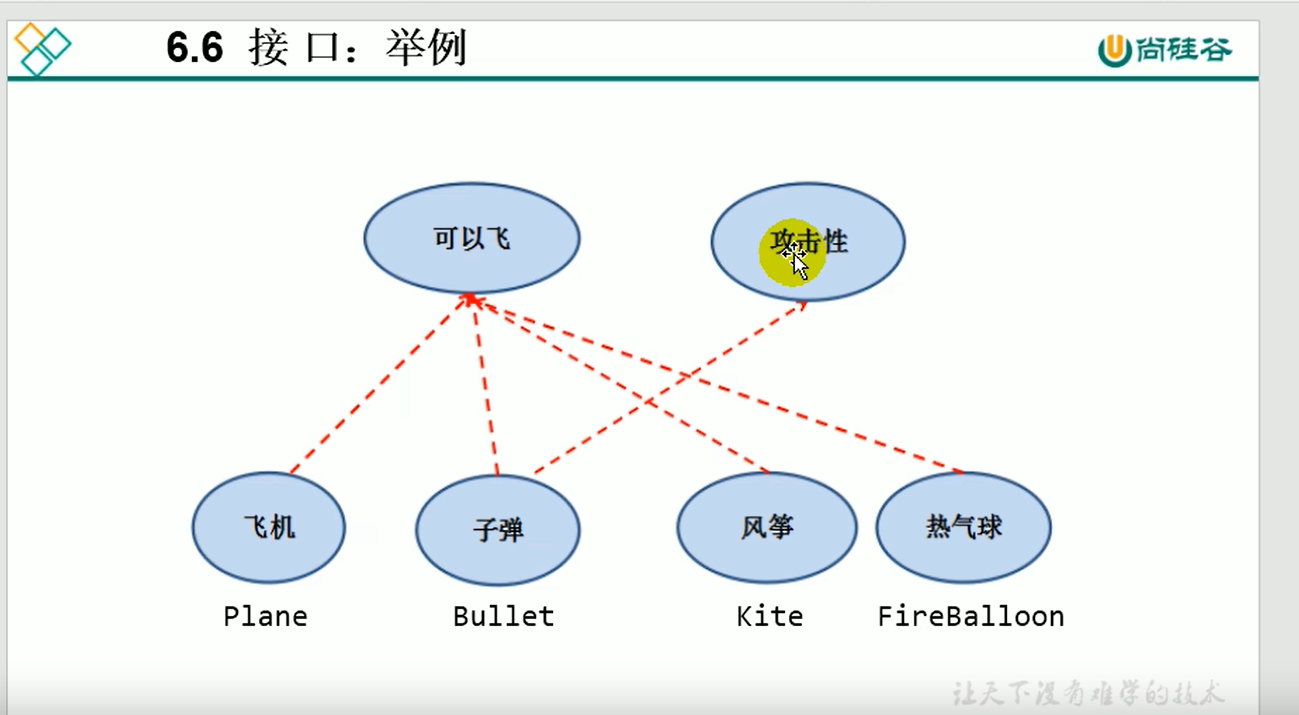 6.6 接 口：举例
尚硅谷
可以飞
攻击性
飞机
子弹
风筝
热气球
Plane
Bullet
Kite
FireBalloon
让天下没有难学的技术